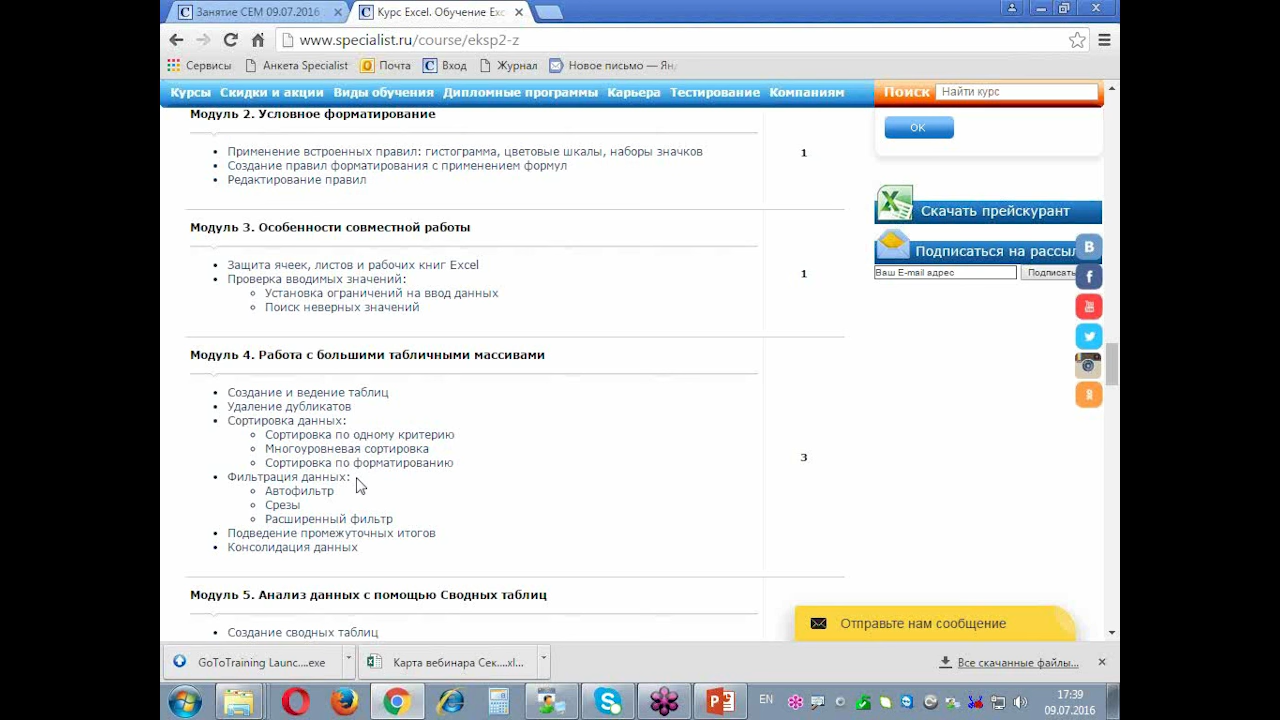 Занятие СЕМ 09.07.2016
Курс Excel. Обучение Exc
www.specialist.ru/course/eksp2-z
Сервисы
Анкета Specialist
Почта
Вход
Журнал
Новое письмо — Ян
Курсы
Скидки и акции
Виды обучения
Дипломные программы
Карьера
Тестирование
Компаниям
Поиск
Найти курс
Модуль 2. Условное форматирование
Применение встроенных правил: гистограмма, цветовые шкалы, наборы значков
Создание правил форматирования с применением формул
Редактирование правил
1
OK
Скачать прейскурант
Подписаться на рассыл
Ваш E-mail адрес
Подписать
Модуль 3. Особенности совместной работы
Защита ячеек, листов и рабочих книг Excel
Проверка вводимых значений:
Установка ограничений на ввод данных
Поиск неверных значений
1
Модуль 4. Работа с большими табличными массивами
Создание и ведение таблиц
Удаление дубликатов
Сортировка данных:
Сортировка по одному критерию
Многоуровневая сортировка
Сортировка по форматированию
Фильтрация данных:
Автофильтр
Срезы
Расширенный фильтр
Подведение промежуточных итогов
Консолидация данных
3
Модуль 5. Анализ данных с помощью Сводных таблиц
Создание сводных таблиц
Отправьте нам сообщение
GoToTraining Launc....exe
Карта вебинара Сек....xl...
Все скачанные файлы...
EN
17:39
09.07.2016